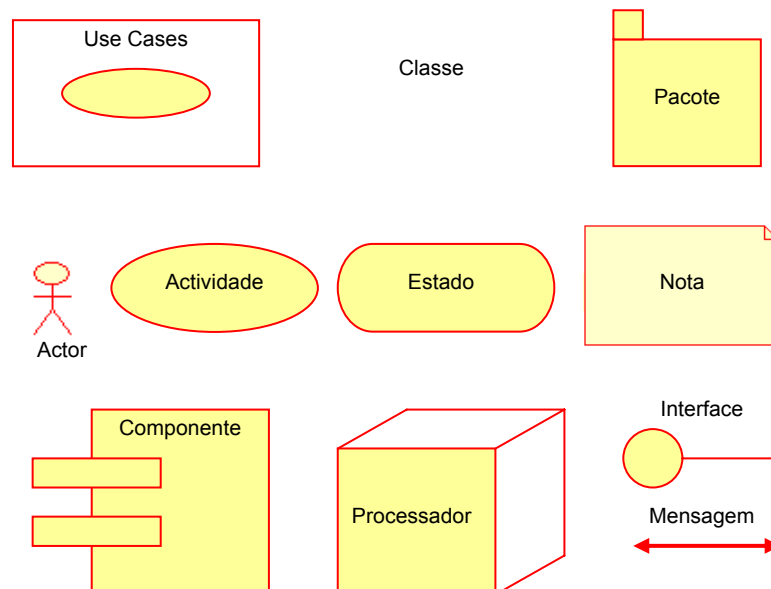 Use Cases
Classe
Pacote
Actividade
Estado
Nota
Actor
Componente
Interface
Processador
Mensagem